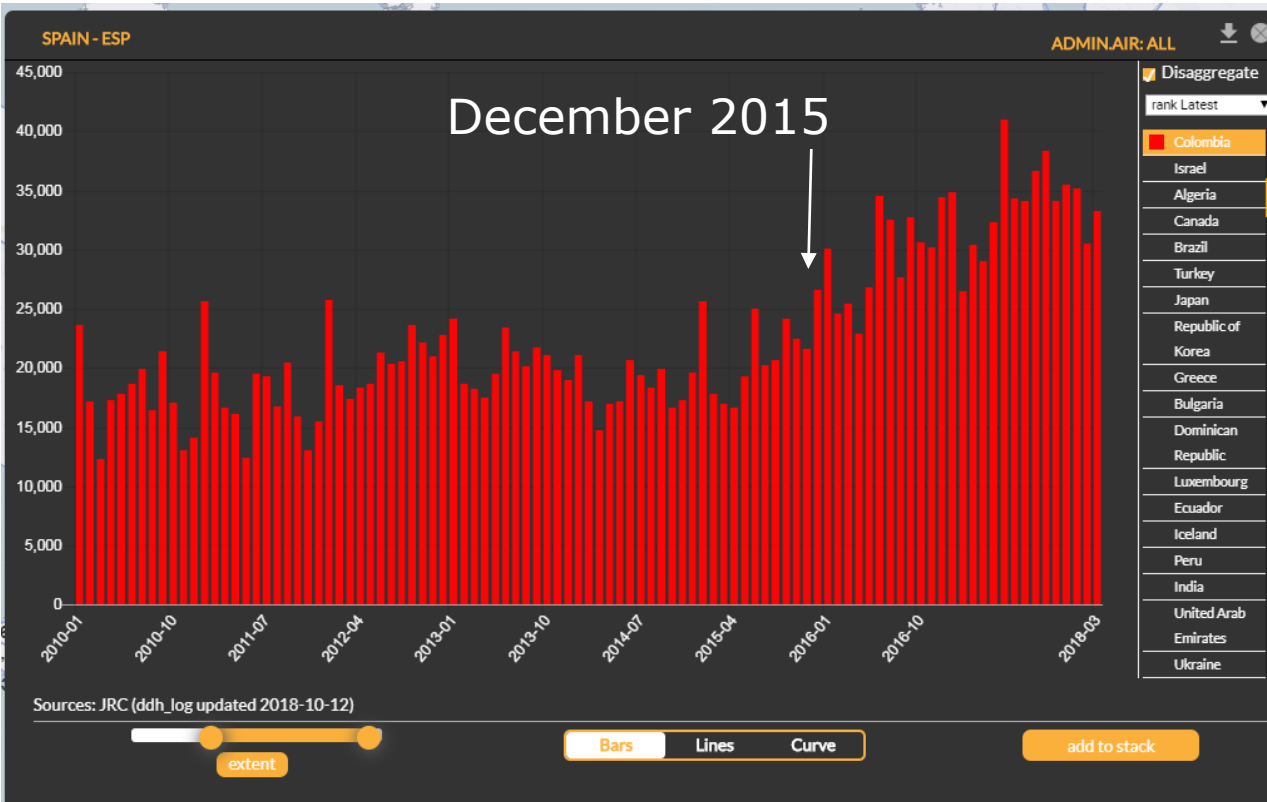 SPAIN - ESP
ADMIN.AIR: ALL
45,000
40,000
35,000
30,000
25,000
20,000
15,000
10,000
5,000
0
December 2015
2010-01
2010-10
2011-07
2012-04
2013-01
2013-10
2014-07
2015-04
2016-01
2016-10
2018-03
Disaggregate
rank Latest
Colombia
Israel
Algeria
Canada
Brazil
Turkey
Japan
Republic of
Korea
Greece
Bulgaria
Dominican
Republic
Luxembourg
Ecuador
Iceland
Peru
India
United Arab
Emirates
Ukraine
Sources: JRC (ddh_log updated 2018-10-12)
extent
Bars Lines Curve
add to stack